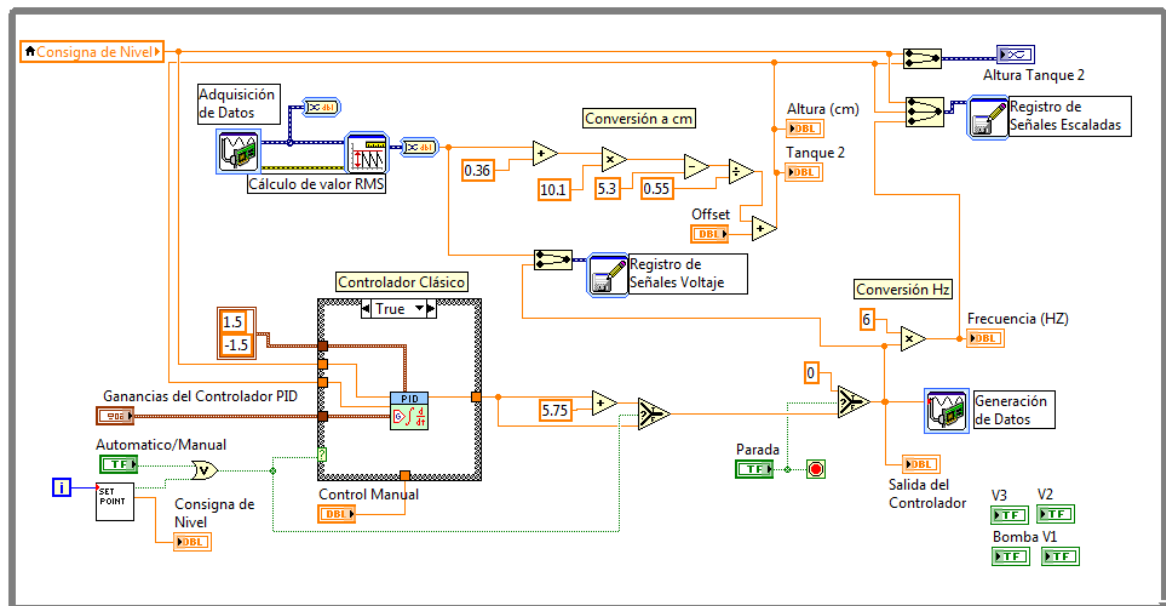 Consigna de Nivel
Altura Tanque 2
Adquisición
de Datos
dbl
Cálculo de valor RMS
dbl
Conversión a cm
0.36
+
×
10.1
−
5.3
÷
0.55
Offset
DBL
+
Altura (cm)
DBL
Tanque 2
DBL
Registro de
Señales Escaladas
Registro de
Señales Voltaje
Controlador Clásico
True
1.5
-1.5
PID
Ganancias del Controlador PID
Automatico/Manual
TF
V
?
i
SET
POINT
Consigna de
Nivel
DBL
Control Manual
DBL
5.75
+
?
0
?
Conversión Hz
6
×
Frecuencia (HZ)
DBL
Parada
TF
Generación
de Datos
DBL
Salida del
Controlador
V3
TF
V2
TF
Bomba V1
TF
TF